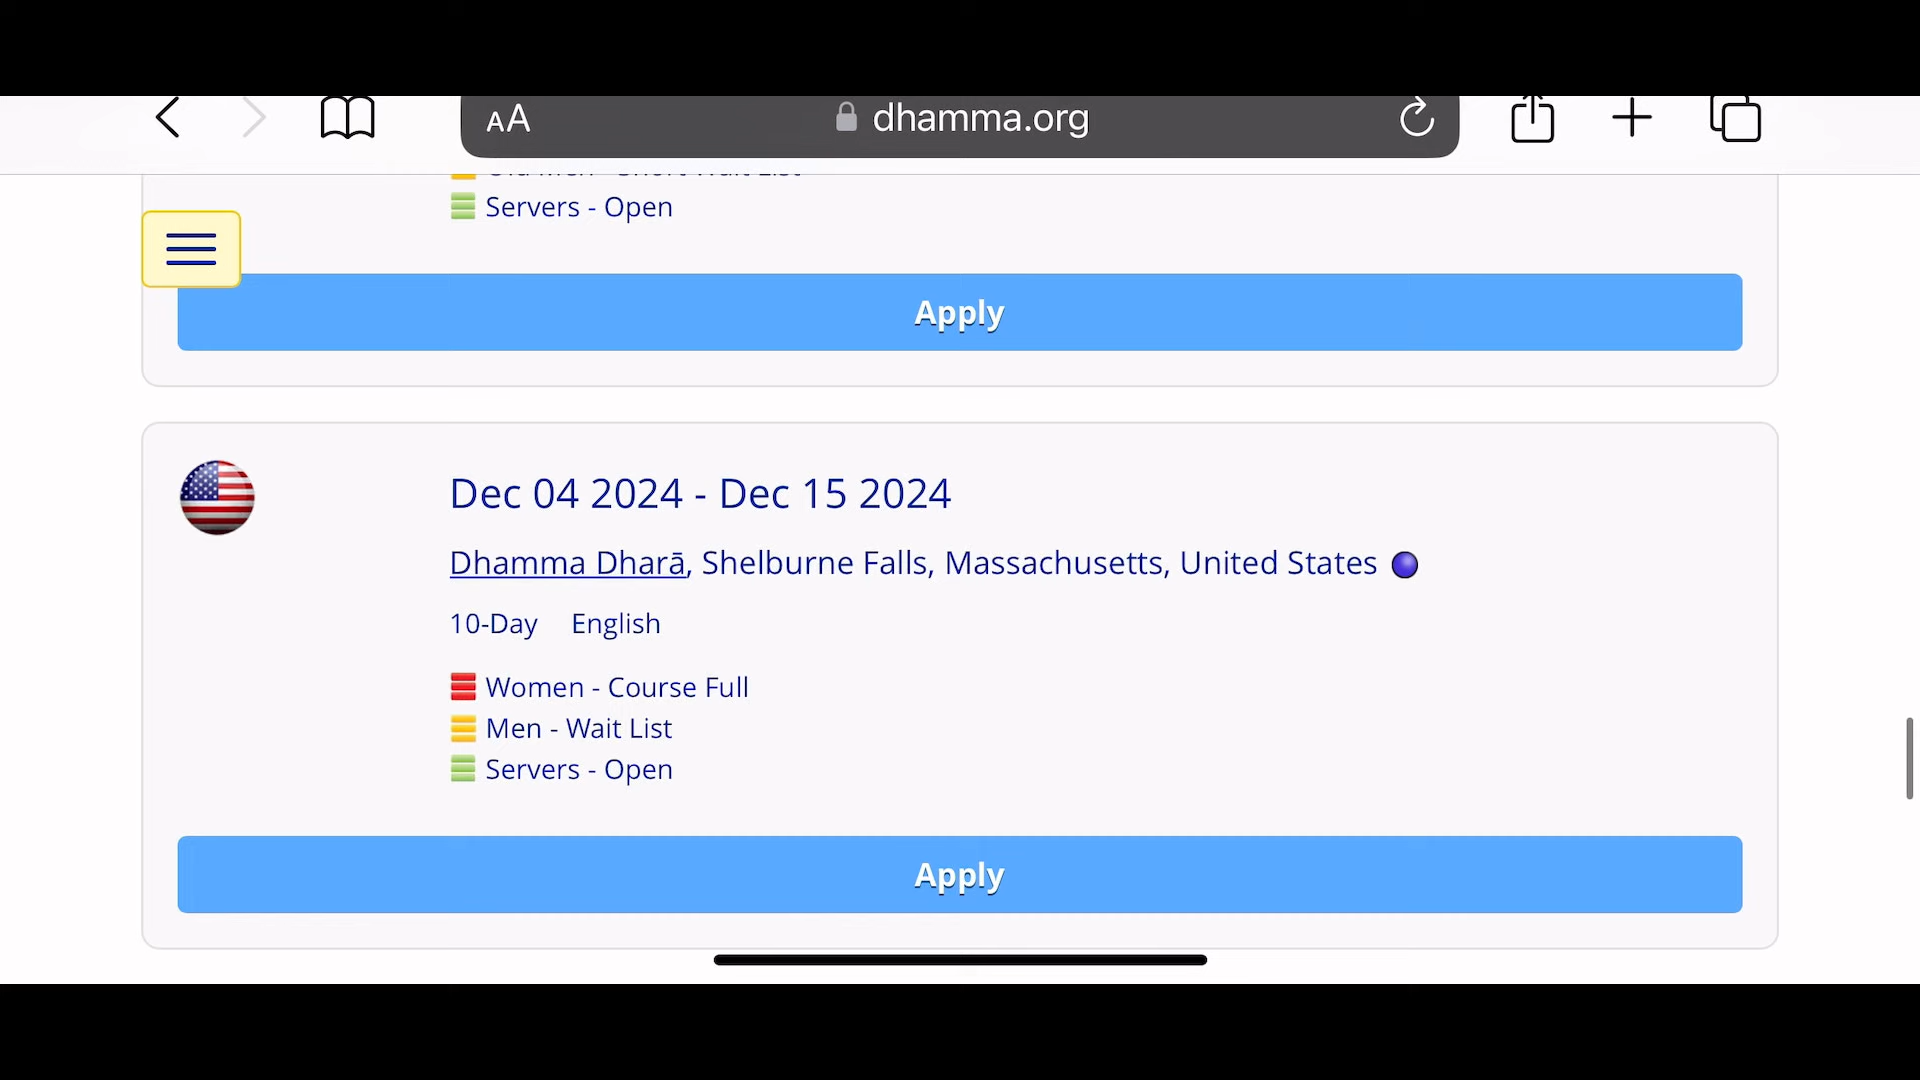 AA
dhamma.org
Servers - Open
Apply
Dec 04 2024 - Dec 15 2024
Dhamma Dharā, Shelburne Falls, Massachusetts, United States
10-Day English
Women - Course Full
Men - Wait List
Servers - Open
Apply